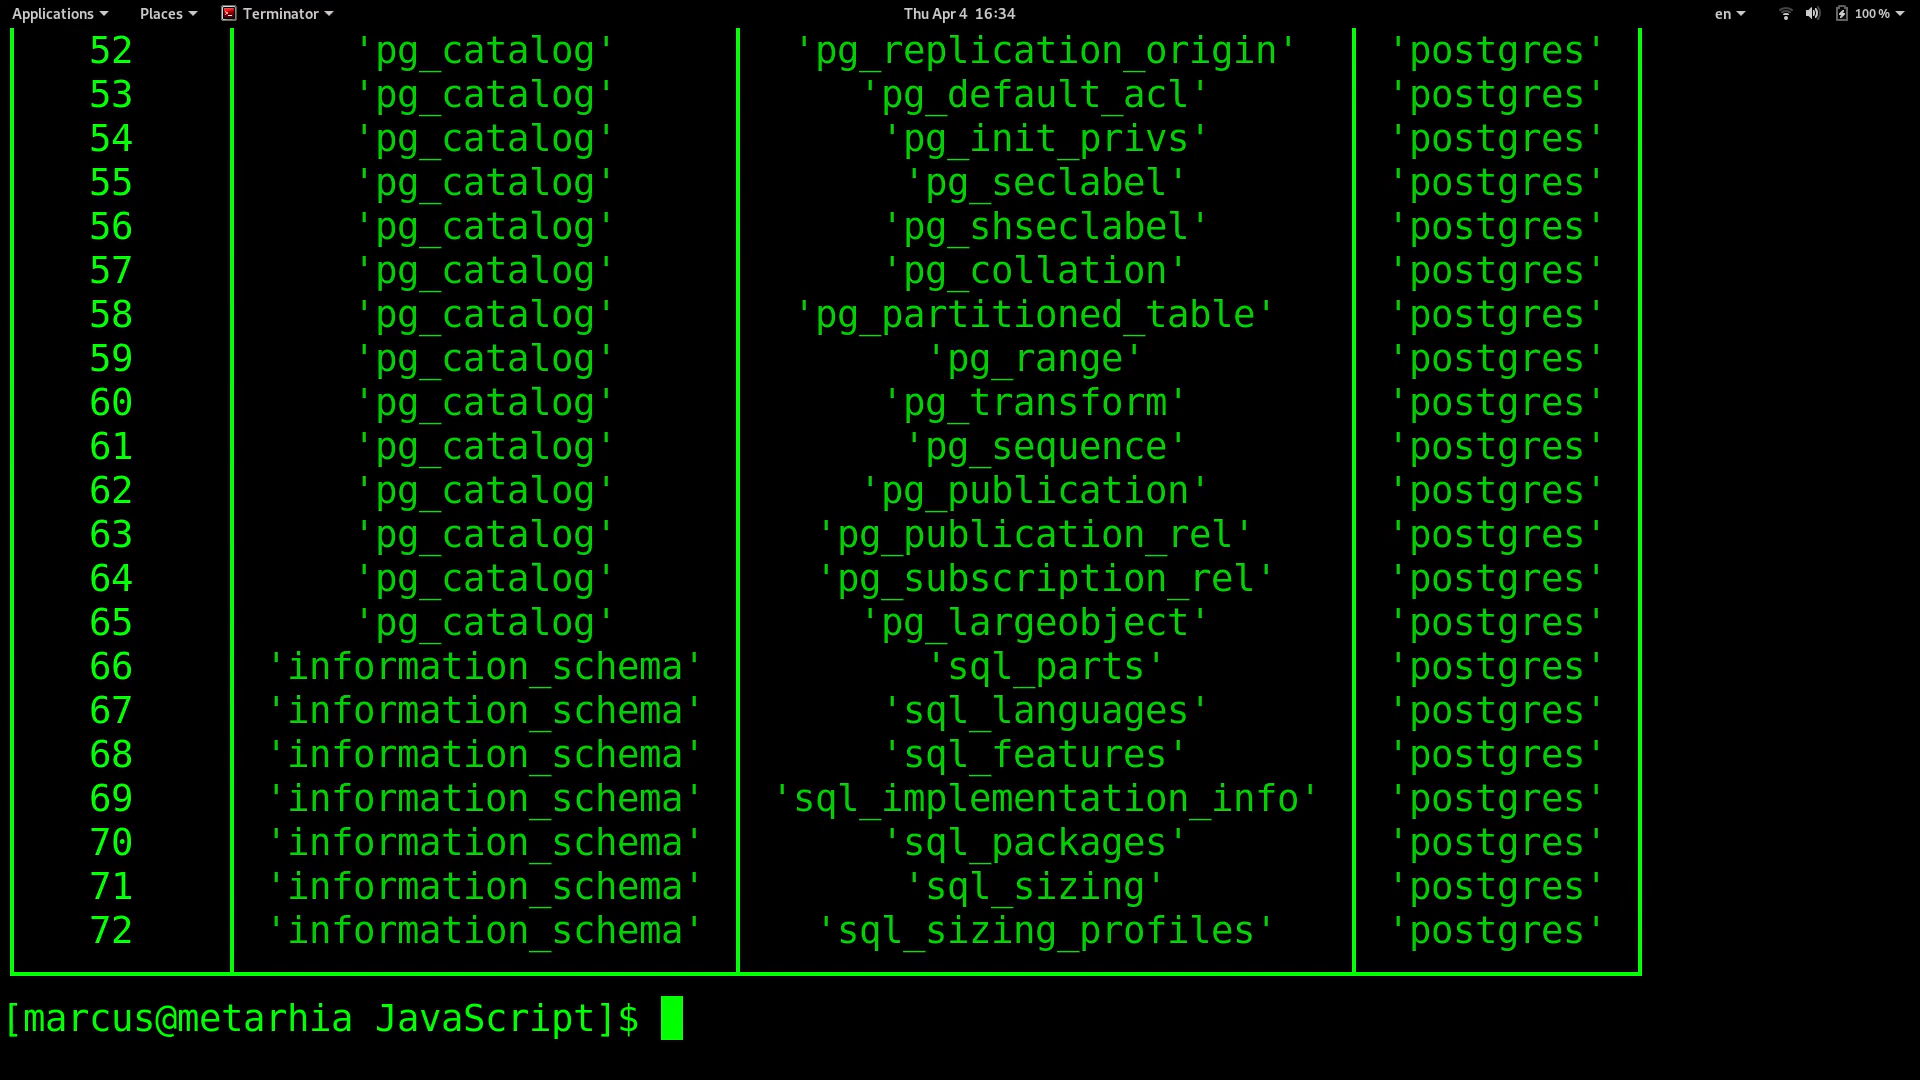 Applications Places Terminator Thu Apr 4 16:34 en 100 %
52 'pg_catalog' 'pg_replication_origin' 'postgres'
53 'pg_catalog' 'pg_default_acl' 'postgres'
54 'pg_catalog' 'pg_init_privs' 'postgres'
55 'pg_catalog' 'pg_seclabel' 'postgres'
56 'pg_catalog' 'pg_shseclabel' 'postgres'
57 'pg_catalog' 'pg_collation' 'postgres'
58 'pg_catalog' 'pg_partitioned_table' 'postgres'
59 'pg_catalog' 'pg_range' 'postgres'
60 'pg_catalog' 'pg_transform' 'postgres'
61 'pg_catalog' 'pg_sequence' 'postgres'
62 'pg_catalog' 'pg_publication' 'postgres'
63 'pg_catalog' 'pg_publication_rel' 'postgres'
64 'pg_catalog' 'pg_subscription_rel' 'postgres'
65 'pg_catalog' 'pg_largeobject' 'postgres'
66 'information_schema' 'sql_parts' 'postgres'
67 'information_schema' 'sql_languages' 'postgres'
68 'information_schema' 'sql_features' 'postgres'
69 'information_schema' 'sql_implementation_info' 'postgres'
70 'information_schema' 'sql_packages' 'postgres'
71 'information_schema' 'sql_sizing' 'postgres'
72 'information_schema' 'sql_sizing_profiles' 'postgres'
[marcus@metarhia JavaScript]$